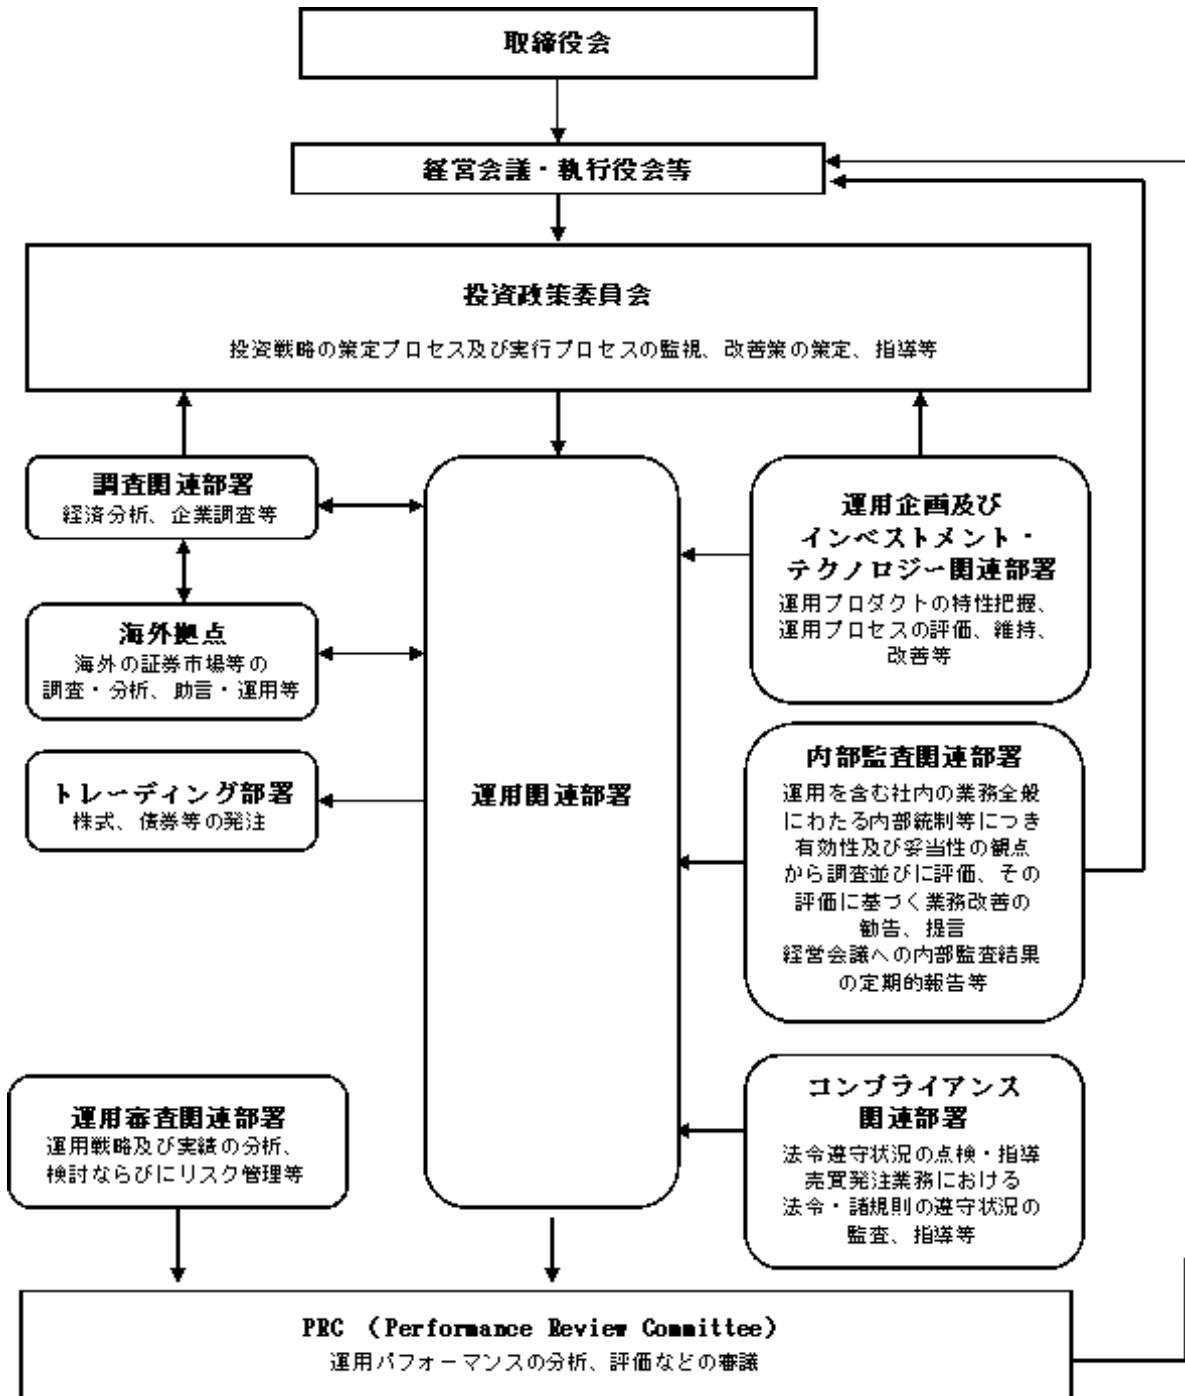 取締役会
経営会議・執行役会等
投資政策委員会
投資戦略の策定プロセス及び実行プロセスの監視、改善策の策定、指導等
調査関連部署
経済分析、企業調査等
海外拠点
海外の証券市場等の
調査・分析、助言・運用等
トレーディング部署
株式、債券等の発注
運用関連部署
運用企画及び
インベストメント・
テクノロジー関連部署
運用プロダクトの特性把握、
運用プロセスの評価、維持、
改善等
内部監査関連部署
運用を含む社内の業務全般
にわたる内部統制等につき
有効性及び妥当性の観点
から調査並びに評価、その
評価に基づく業務改善の
勧告、提言
経営会議への内部監査結果
の定期的報告等
運用審査関連部署
運用戦略及び実績の分析、
検討ならびにリスク管理等
コンプライアンス
関連部署
法令遵守状況の点検・指導
売買発注業務における
法令・諸規則の遵守状況の
監査、指導等
PRC （Performance Review Committee）
運用パフォーマンスの分析、評価などの審議